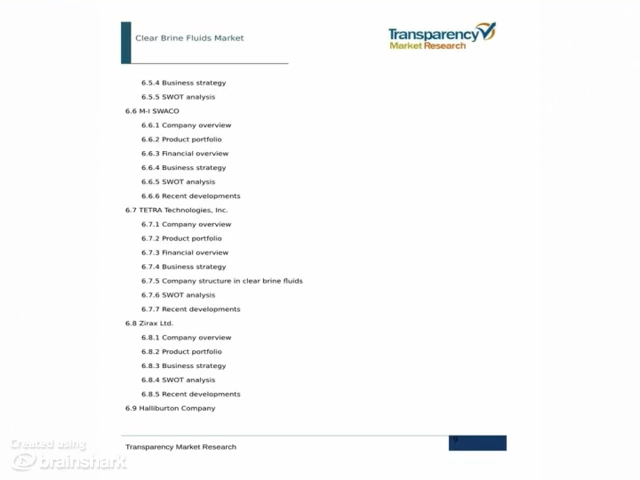 Clear Brine Fluids Market
Transparency
Market Research
6.5.4 Business strategy
6.5.5 SWOT analysis
6.6 M-I SWACO
6.6.1 Company overview
6.6.2 Product portfolio
6.6.3 Financial overview
6.6.4 Business strategy
6.6.5 SWOT analysis
6.6.6 Recent developments
6.7 TETRA Technologies, Inc.
6.7.1 Company overview
6.7.2 Product portfolio
6.7.3 Financial overview
6.7.4 Business strategy
6.7.5 Company structure in clear brine fluids
6.7.6 SWOT analysis
6.7.7 Recent developments
6.8 Zirax Ltd.
6.8.1 Company overview
6.8.2 Product portfolio
6.8.3 Business strategy
6.8.4 SWOT analysis
6.8.5 Recent developments
6.9 Halliburton Company
Transparency Market Research
9
Created using
brainshark